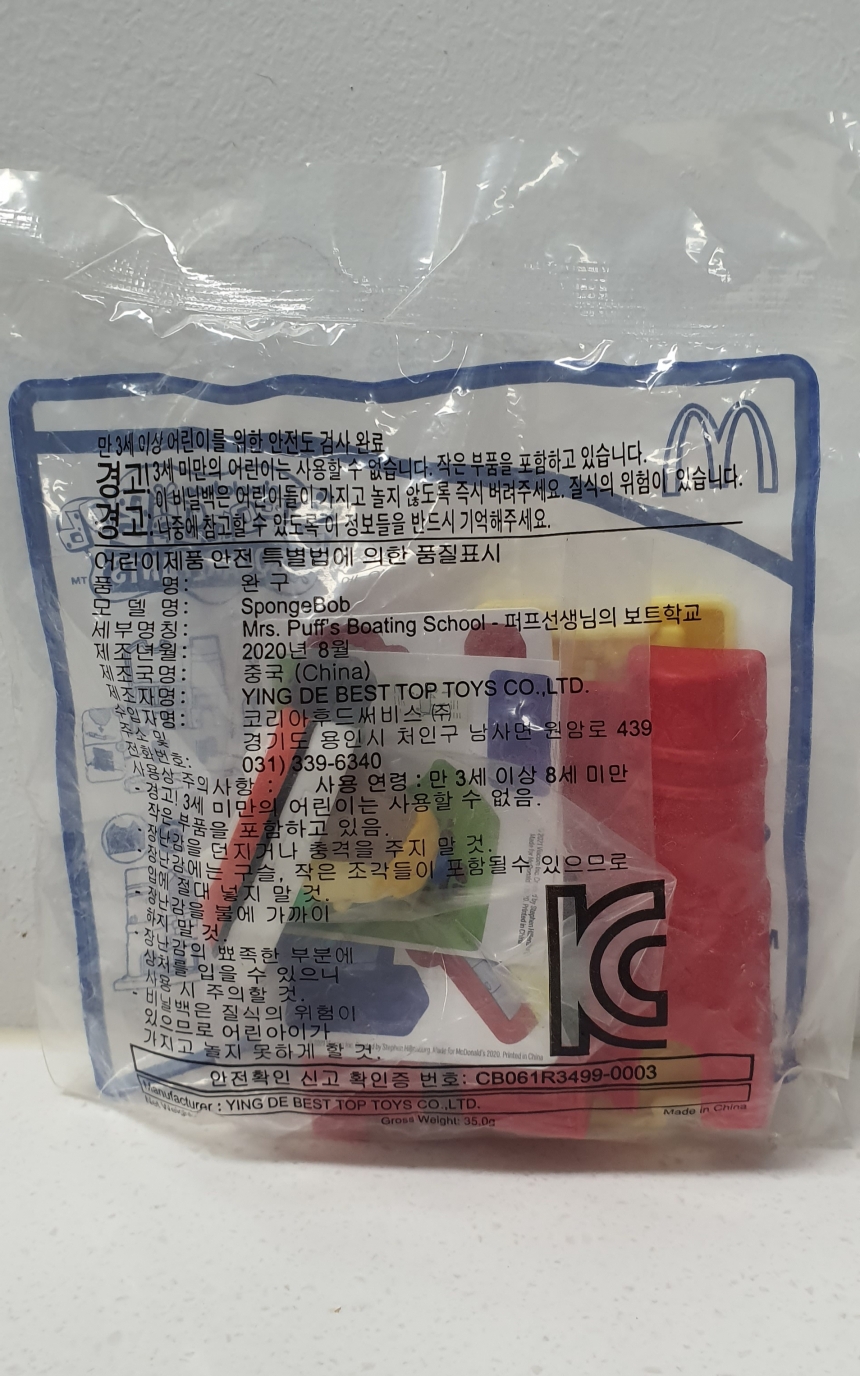 만 3세 이상 어린이를 위한 안전도 검사 완료
경고! 3세 미만의 어린이는 사용할 수 없습니다. 작은 부품을 포함하고 있습니다.
이 비닐백은 어린이들이 가지고 놀지 않도록 즉시 버려주세요. 질식의 위험이 있습니다.
경고: 나중에 참고할 수 있도록 이 정보들을 반드시 기억해주세요.
어린이제품 안전 특별법에 의한 품질표시
품 명: 완 구
모 델 명: SpongeBob
세부명칭: Mrs. Puff's Boating School - 퍼프선생님의 보트학교
제조년월: 2020년 8월
제조국명: 중국 (China)
제조자명: YING DE BEST TOP TOYS CO.,LTD.
수입자명: 코리아후드써비스 ㈜
주소 및 경기도 용인시 처인구 남사면 원암로 439
전화번호: 031) 339-6340
사용상 주의사항 : 사용 연령 : 만 3세 이상 8세 미만
- 경고! 3세 미만의 어린이는 사용할 수 없음.
작은 부품을 포함하고 있음.
- 장난감을 던지거나 충격을 주지 말 것.
- 장난감에는 구슬, 작은 조각들이 포함될수 있으므로
입에 절대 넣지 말 것.
- 장난감을 불에 가까이
하지 말 것
- 장난감의 뾰족한 부분에
상처를 입을 수 있으니
사용 시 주의할 것.
- 비닐백은 질식의 위험이
있으므로 어린아이가
가지고 놀지 못하게 할 것.
안전확인 신고 확인증 번호: CB061R3499-0003
Manufacturer : YING DE BEST TOP TOYS CO.,LTD.
Made in China
Gross Weight: 35.0g
by Stephen Hillenburg. Made for McDonald's 2020. Printed in China
TM